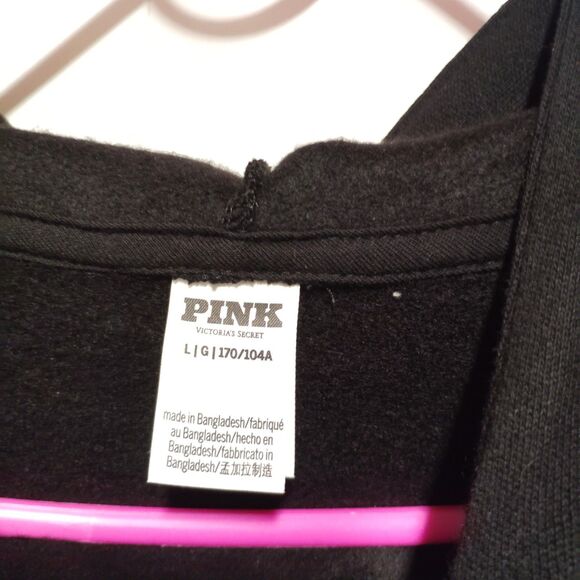 PINK
VICTORIA'S SECRET
L | G | 170/104A
made in Bangladesh/fabriqué
au Bangladesh/hecho en
Bangladesh/fabbricato in
Bangladesh/孟加拉制造